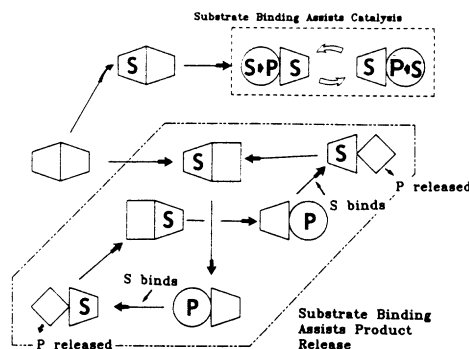 Substrate Binding Assists Catalysis
S
S♦P S
S P♦S
S
S
P released
S binds
S
P
S binds
S
P
P released
Substrate Binding
Assists Product
Release